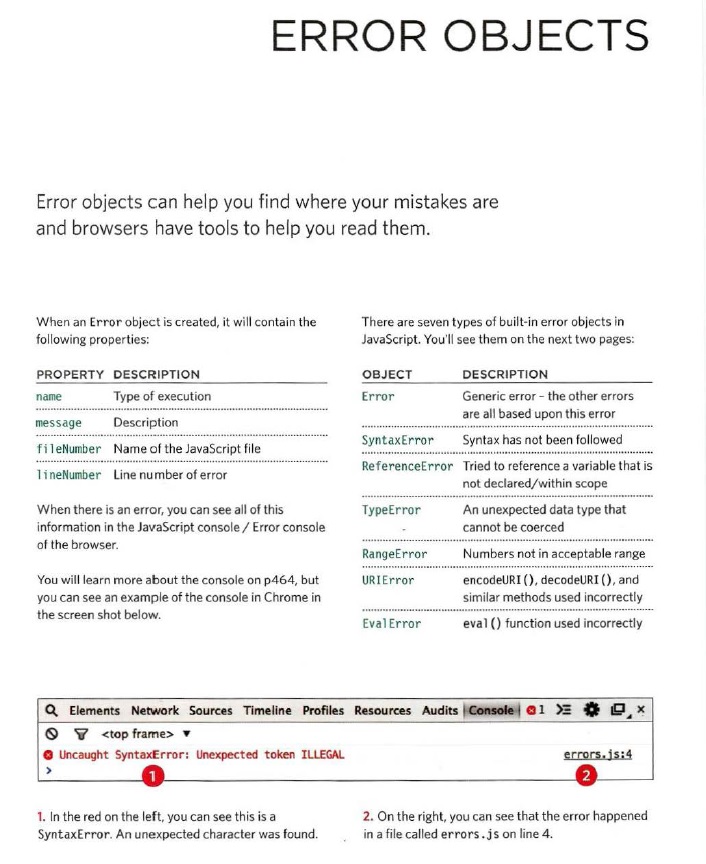 ERROR OBJECTS
Error objects can help you find where your mistakes are
and browsers have tools to help you read them.
When an Error object is created, it will contain the
following properties:
PROPERTY DESCRIPTION
name Type of execution
message Description
fileNumber Name of the JavaScript file
lineNumber Line number of error
When there is an error, you can see all of this
information in the JavaScript console / Error console
of the browser.
You will learn more about the console on p464, but
you can see an example of the console in Chrome in
the screen shot below.
There are seven types of built-in error objects in
JavaScript. You'll see them on the next two pages:
OBJECT DESCRIPTION
Error Generic error - the other errors
are all based upon this error
SyntaxError Syntax has not been followed
ReferenceError Tried to reference a variable that is
not declared/within scope
TypeError An unexpected data type that
cannot be coerced
RangeError Numbers not in acceptable range
URIError encodeURI(), decodeURI(), and
similar methods used incorrectly
EvalError eval() function used incorrectly
Elements Network Sources Timeline Profiles Resources Audits Console 1
<top frame>
Uncaught SyntaxError: Unexpected token ILLEGAL errors.js:4
1 2
1. In the red on the left, you can see this is a
SyntaxError. An unexpected character was found.
2. On the right, you can see that the error happened
in a file called errors.js on line 4.